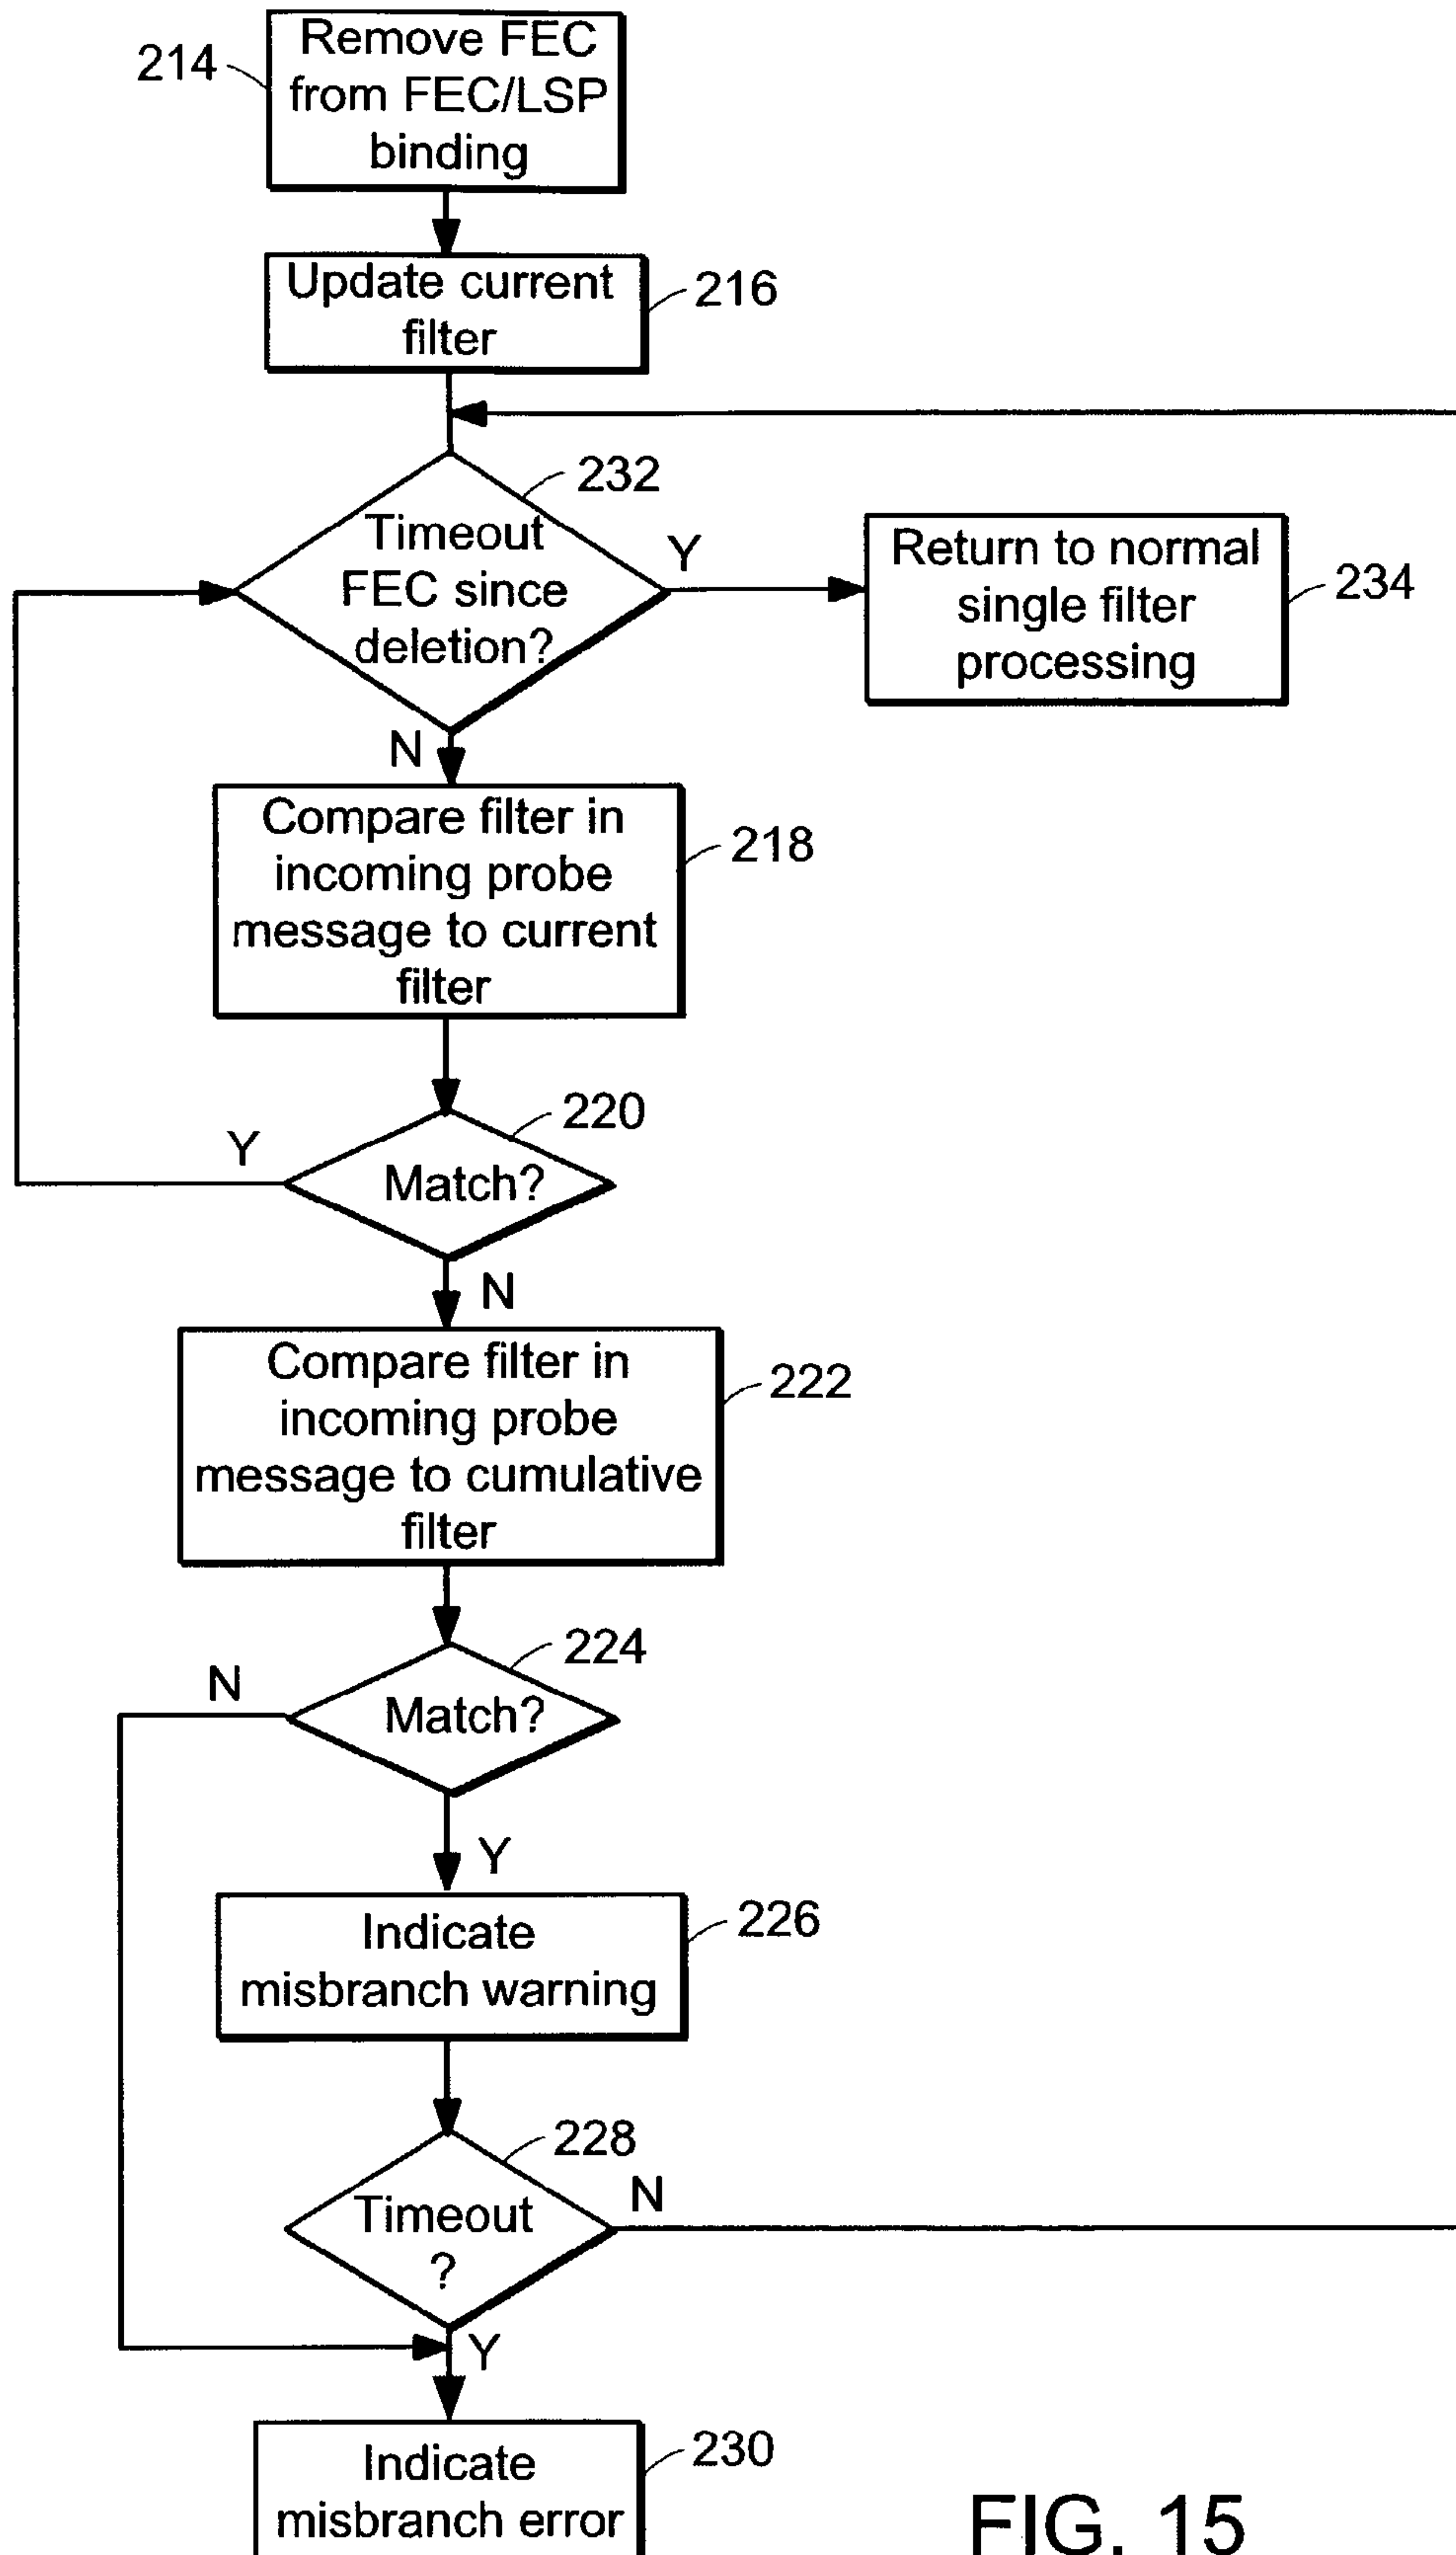 214
Remove FEC
from FEC/LSP
binding
Update current
filter
216
232
Timeout
FEC since
deletion?
Y
Return to normal
single filter
processing
234
N
Compare filter in
incoming probe
message to current
filter
218
220
Y
Match?
N
Compare filter in
incoming probe
message to cumulative
filter
222
224
N
Match?
Y
Indicate
misbranch warning
226
228
Timeout
?
N
Y
Indicate
misbranch error
230
FIG. 15